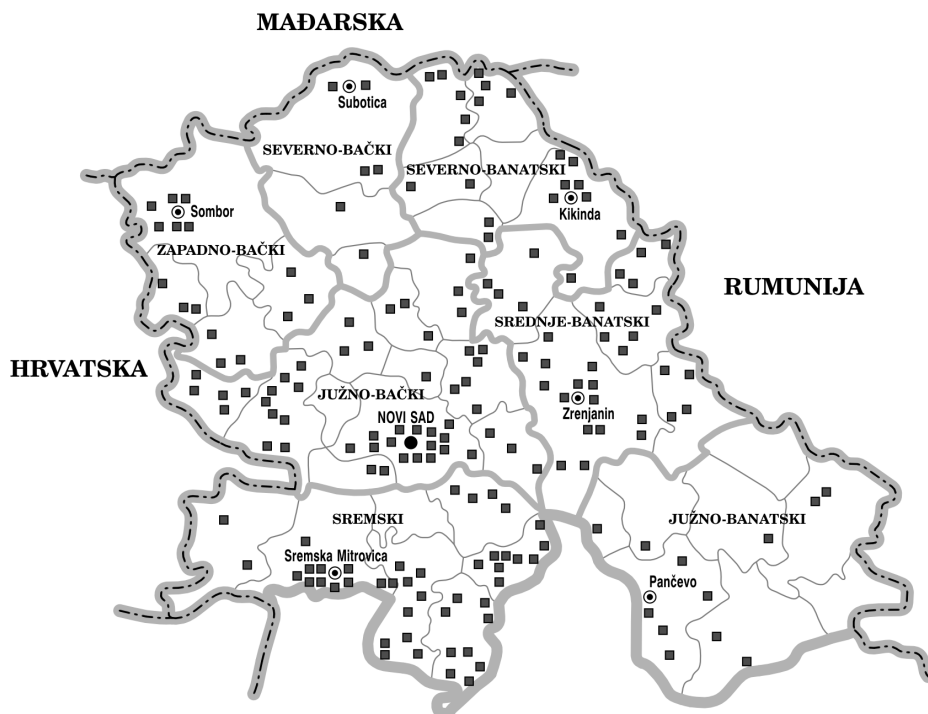 MAĐARSKA
Subotica
SEVERNO-BAČKI
SEVERNO-BANATSKI
Kikinda
Sombor
ZAPADNO-BAČKI
RUMUNIJA
SREDNJE-BANATSKI
HRVATSKA
JUŽNO-BAČKI
NOVI SAD
Zrenjanin
SREMSKI
JUŽNO-BANATSKI
Sremska Mitrovica
Pančevo